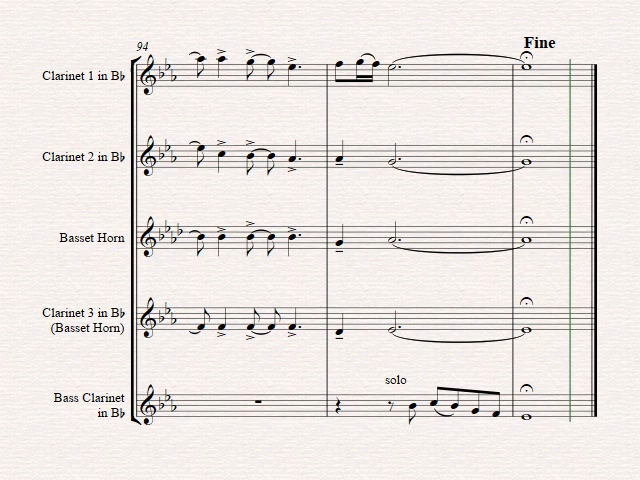 Fine
94
Clarinet 1 in B♭
Clarinet 2 in B♭
Basset Horn
Clarinet 3 in B♭
(Basset Horn)
solo
Bass Clarinet
in B♭